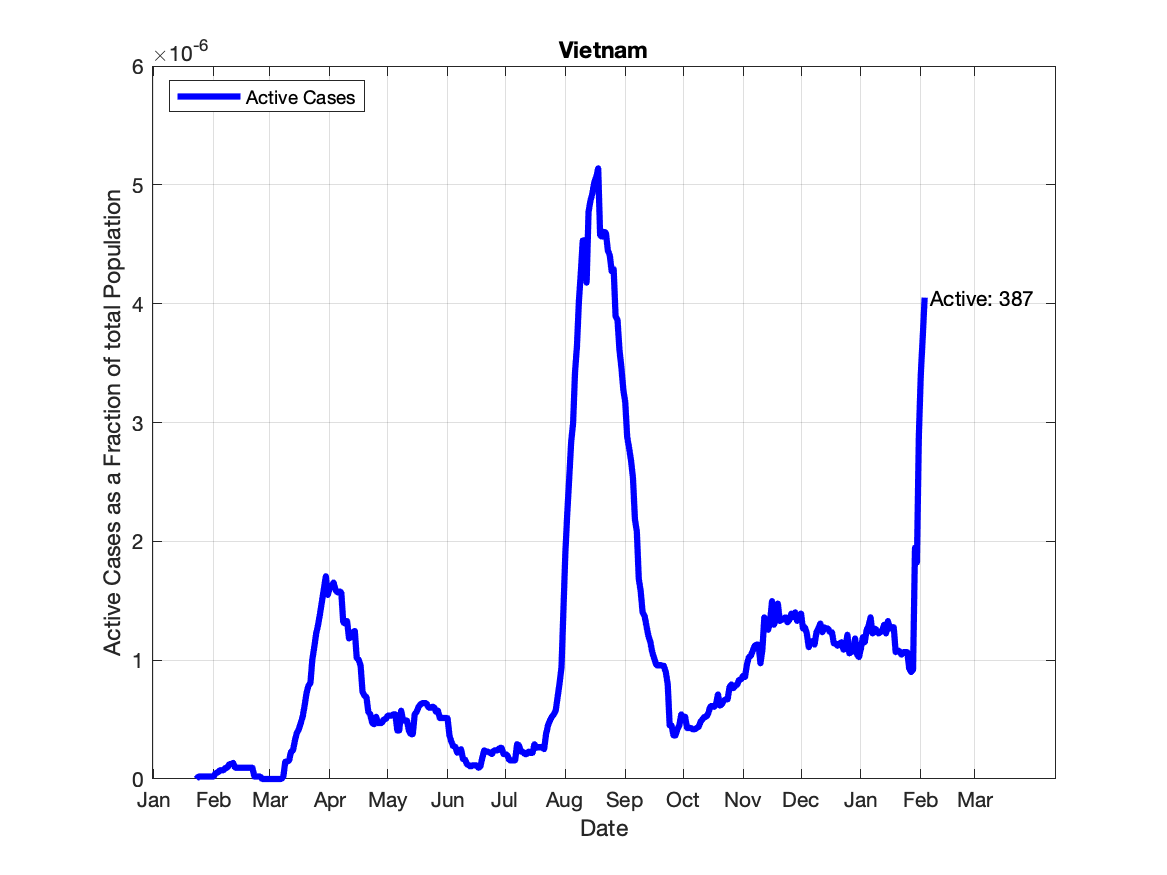 ×10-6
Vietnam
Active Cases
6
5
4
3
2
1
0
Active Cases as a Fraction of total Population
Active: 387
Jan Feb Mar Apr May Jun Jul Aug Sep Oct Nov Dec Jan Feb Mar
Date